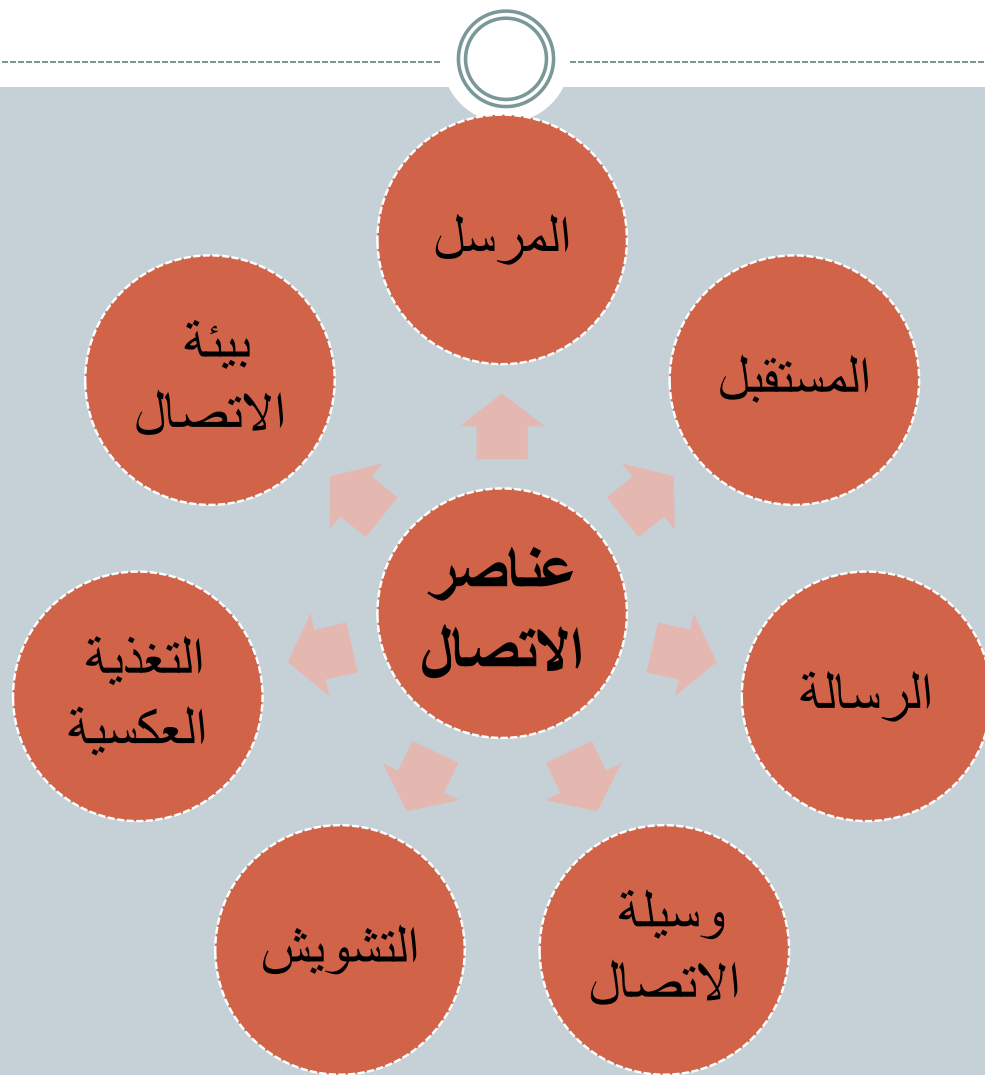 المرسل
المستقبل
الرسالة
وسيلة
الاتصال
التشويش
التغذية
العكسية
بيئة
الاتصال
عناصر
الاتصال